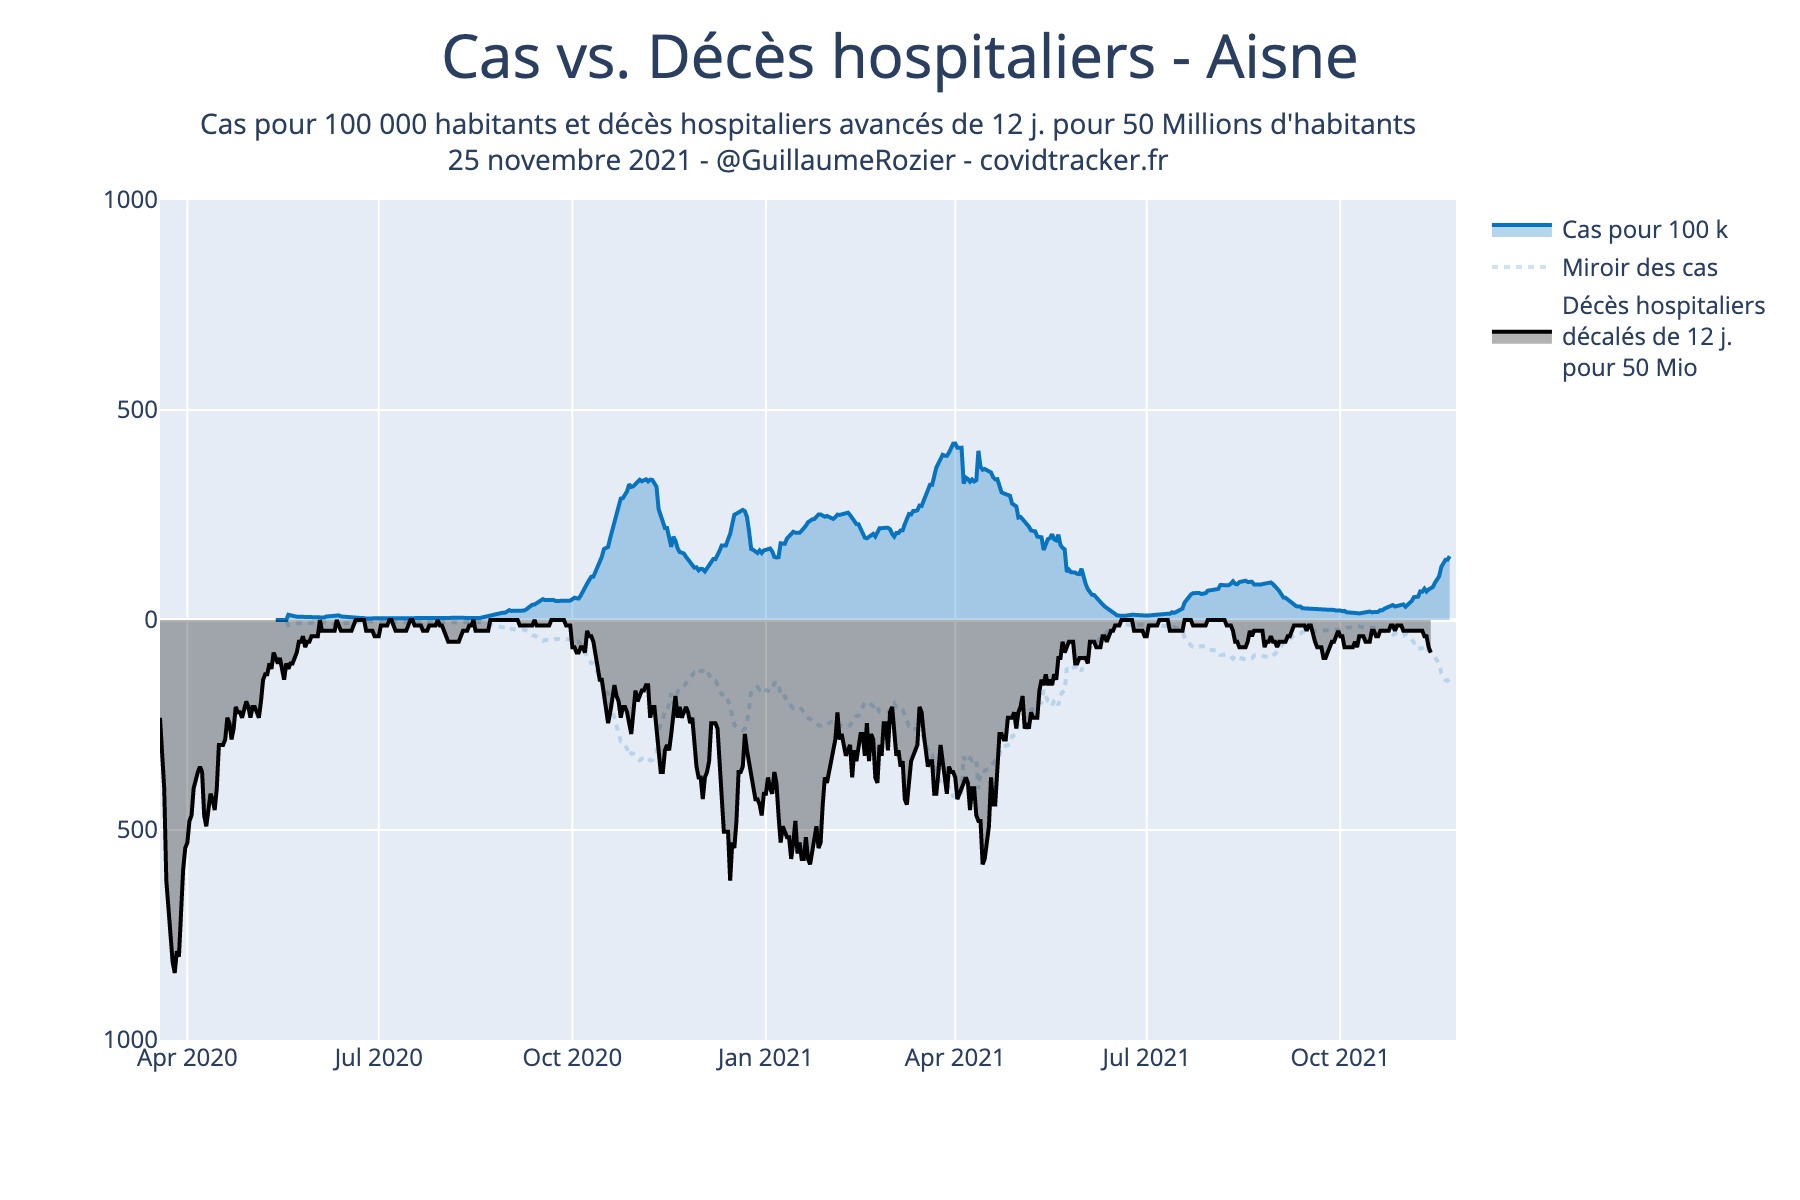 Cas vs. Décès hospitaliers - Aisne
Cas pour 100 000 habitants et décès hospitaliers avancés de 12 j. pour 50 Millions d'habitants
25 novembre 2021 - @GuillaumeRozier - covidtracker.fr
1000
500
0
500
1000
Apr 2020
Jul 2020
Oct 2020
Jan 2021
Apr 2021
Jul 2021
Oct 2021
Cas pour 100 k
Miroir des cas
Décès hospitaliers
décalés de 12 j.
pour 50 Mio